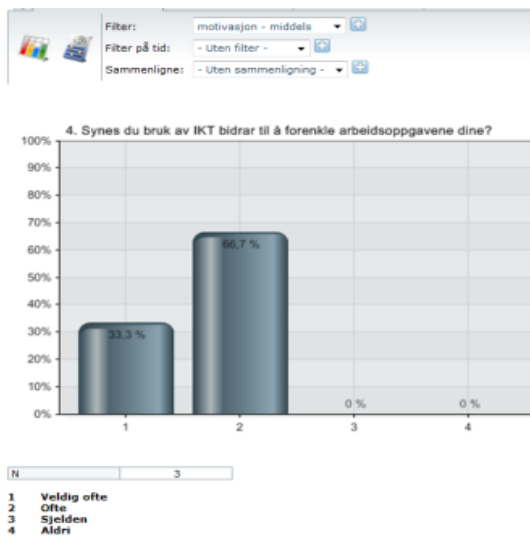 Filter: motivasjon - middels
Filter på tid: - Uten filter -
Sammenligne: - Uten sammenligning -
4. Synes du bruk av IKT bidrar til å forenkle arbeidsoppgavene dine?
100%
90%
80%
70%
60%
50%
40%
30%
20%
10%
0%
33,3 %
66,7 %
0 %
0 %
1 2 3 4
N 3
1 Veldig ofte
2 Ofte
3 Sjelden
4 Aldri